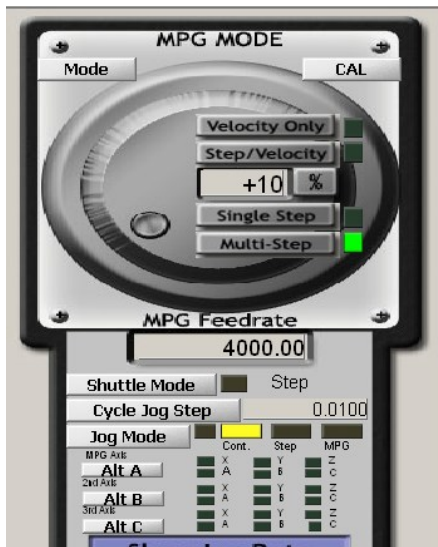 MPG MODE
Mode CAL
Velocity Only
Step/Velocity
+10 %
Single Step
Multi-Step
MPG Feedrate
4000.00
Shuttle Mode Step
Cycle Jog Step 0.0100
Jog Mode
Cont. Step MPG
MPG Axis
X Y Z
Alt A A B C
2nd Axis
X Y Z
Alt B A B C
3rd Axis
X Y Z
Alt C A B C